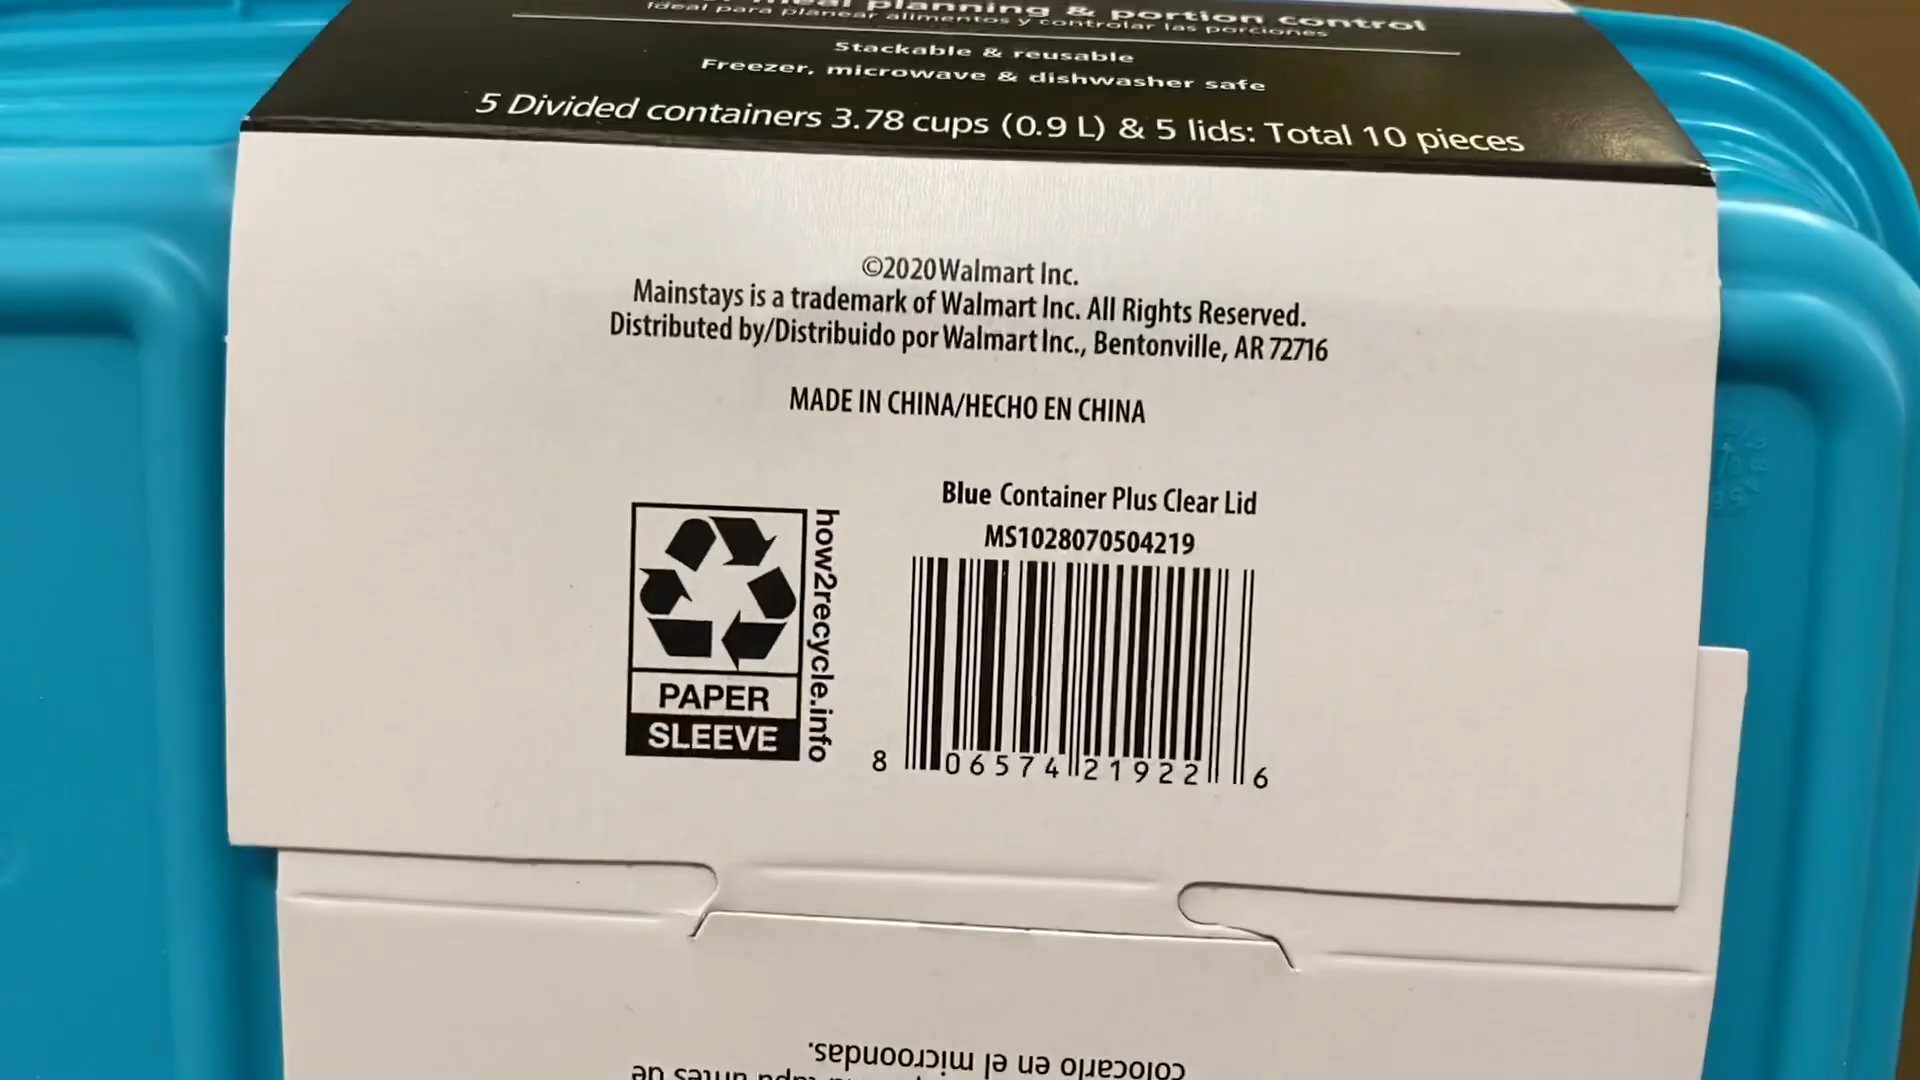 planning & portion control
Ideal para planear alimentos y controlar las porciones
Stackable & reusable
Freezer, microwave & dishwasher safe
5 Divided containers 3.78 cups (0.9 L) & 5 lids: Total 10 pieces
©2020 Walmart Inc.
Mainstays is a trademark of Walmart Inc. All Rights Reserved.
Distributed by/Distribuido por Walmart Inc., Bentonville, AR 72716
MADE IN CHINA/HECHO EN CHINA
Blue Container Plus Clear Lid
MS1028070504219
how2recycle.info
PAPER
SLEEVE
8 06574 21922 6
colocarlo en el microondas.